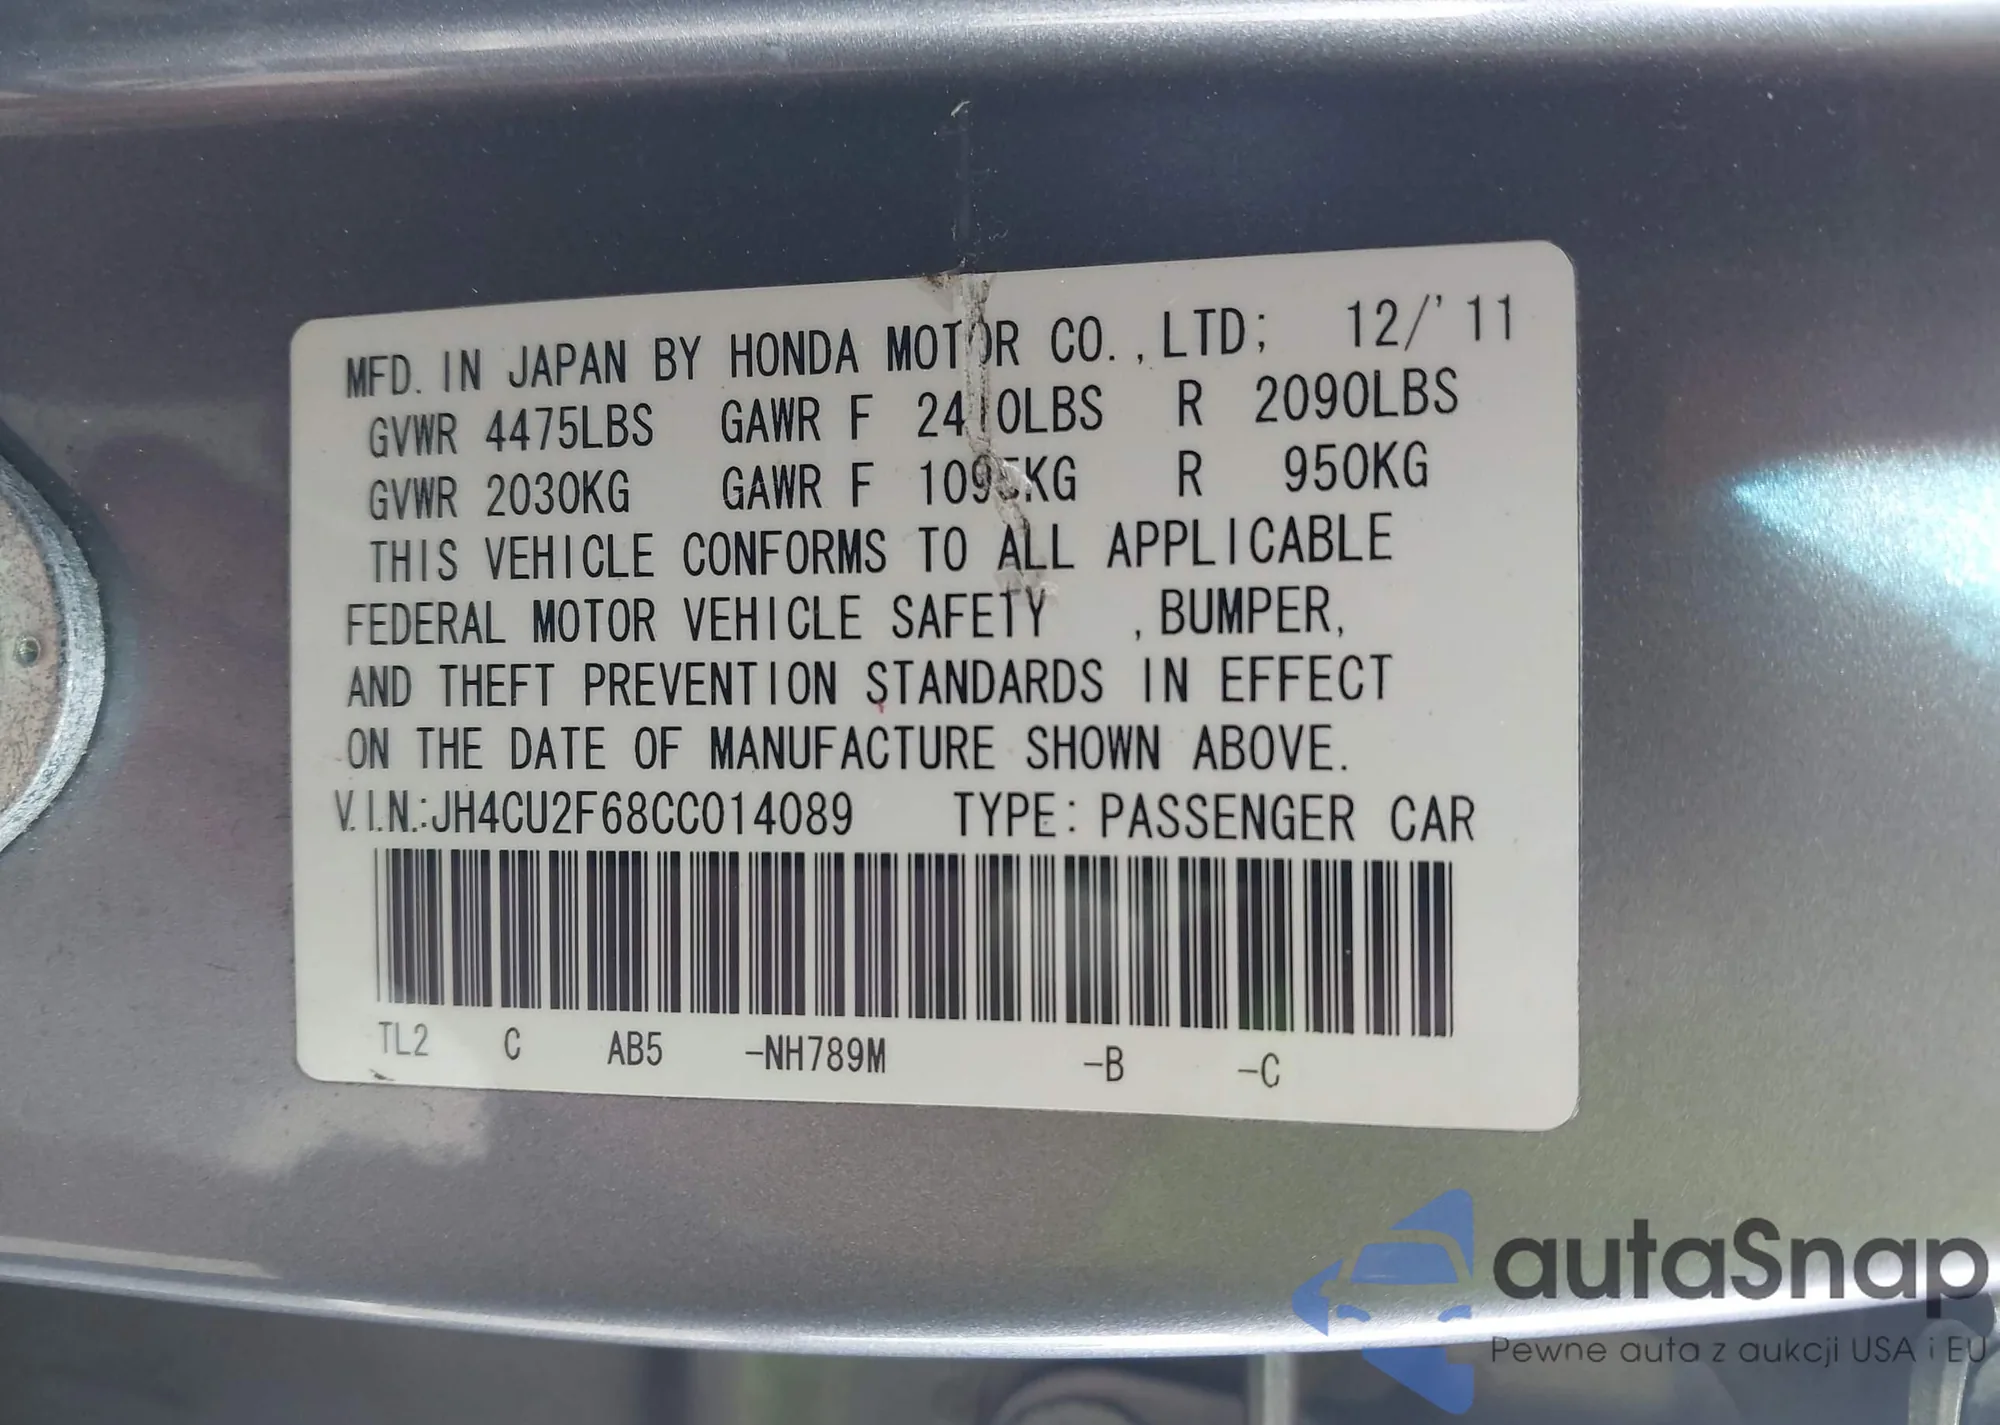 MFD. IN JAPAN BY HONDA MOTOR CO.,LTD; 12/'11
GVWR 4475LBS GAWR F 2410LBS R 2090LBS
GVWR 2030KG GAWR F 1095KG R 950KG
THIS VEHICLE CONFORMS TO ALL APPLICABLE
FEDERAL MOTOR VEHICLE SAFETY ,BUMPER,
AND THEFT PREVENTION STANDARDS IN EFFECT
ON THE DATE OF MANUFACTURE SHOWN ABOVE.
V.I.N.:JH4CU2F68CC014089 TYPE: PASSENGER CAR
TL2 C AB5 -NH789M -B -C
autaSnap
Pewne auta z aukcji USA i EU